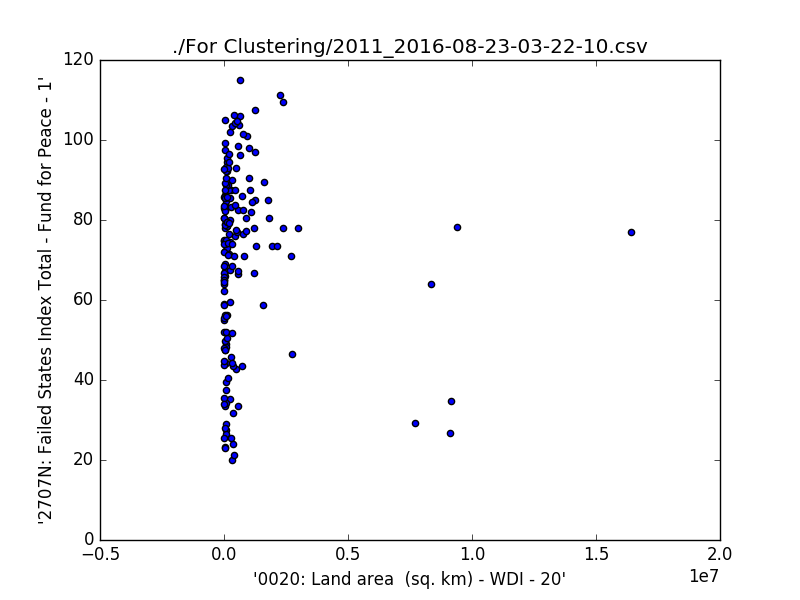 ./For Clustering/2011_2016-08-23-03-22-10.csv
'2707N: Failed States Index Total - Fund for Peace - 1'
120
100
80
60
40
20
0
−0.5 0.0 0.5 1.0 1.5 2.0
1e7
'0020: Land area  (sq. km) - WDI - 20'